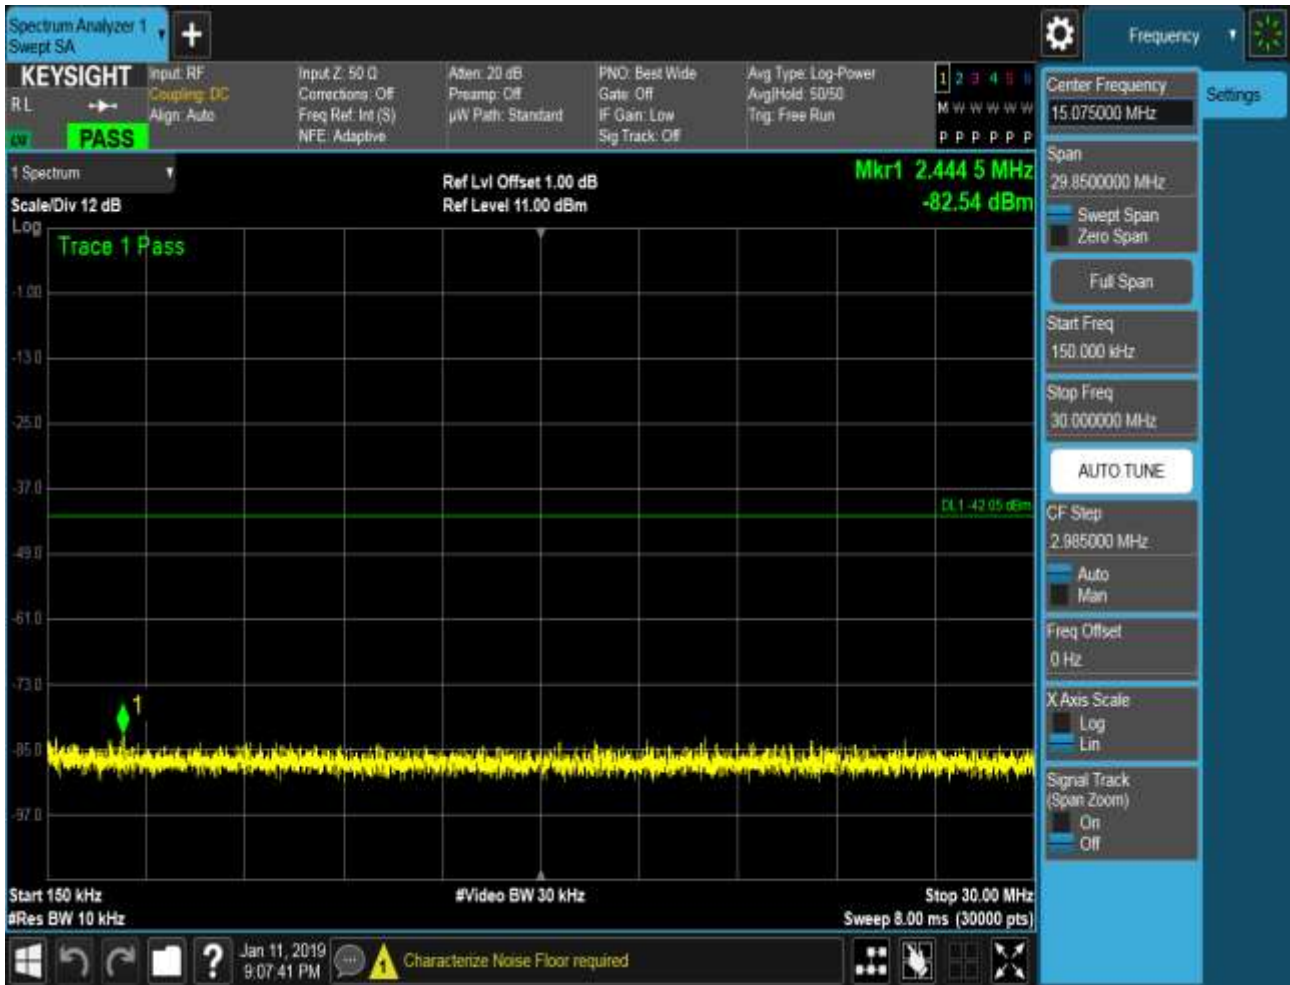 Spectrum Analyzer 1
Swept SA
+
Frequency
KEYSIGHT
R L
PASS
Input: RF
Coupling: DC
Align: Auto
Input Z: 50 Ω
Corrections: Off
Freq Ref: Int (S)
NFE: Adaptive
Atten: 20 dB
Preamp: Off
µW Path: Standard
PNO: Best Wide
Gate: Off
IF Gain: Low
Sig Track: Off
Avg Type: Log-Power
Avg|Hold: 50/50
Trig: Free Run
1 2 3 4 5 6
M W W W W W
P P P P P P
1 Spectrum
Scale/Div 12 dB
Ref Lvl Offset 1.00 dB
Ref Level 11.00 dBm
Mkr1 2.444 5 MHz
-82.54 dBm
Log
Trace 1 Pass
-1.00
-13.0
-25.0
-37.0
DL1 -42.05 dBm
-49.0
-61.0
-73.0
1
-85.0
-97.0
Start 150 kHz
#Video BW 30 kHz
Stop 30.00 MHz
#Res BW 10 kHz
Sweep 8.00 ms (30000 pts)
?
Jan 11, 2019
9:07:41 PM
Characterize Noise Floor required
Center Frequency
15.075000 MHz
Settings
Span
29.8500000 MHz
Swept Span
Zero Span
Full Span
Start Freq
150.000 kHz
Stop Freq
30.000000 MHz
AUTO TUNE
CF Step
2.985000 MHz
Auto
Man
Freq Offset
0 Hz
X Axis Scale
Log
Lin
Signal Track
(Span Zoom)
On
Off